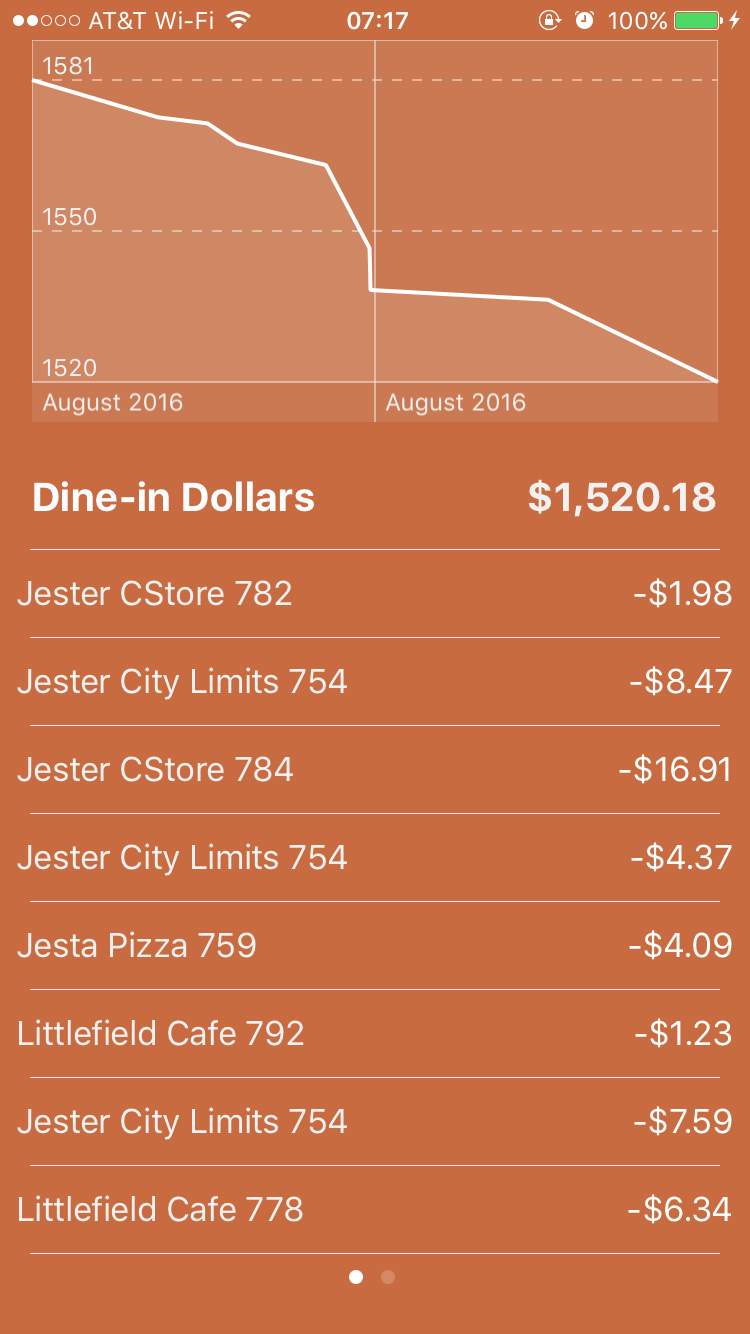 AT&T Wi-Fi 07:17 100%
1581
1550
1520
August 2016 August 2016
Dine-in Dollars $1,520.18
Jester CStore 782 -$1.98
Jester City Limits 754 -$8.47
Jester CStore 784 -$16.91
Jester City Limits 754 -$4.37
Jesta Pizza 759 -$4.09
Littlefield Cafe 792 -$1.23
Jester City Limits 754 -$7.59
Littlefield Cafe 778 -$6.34